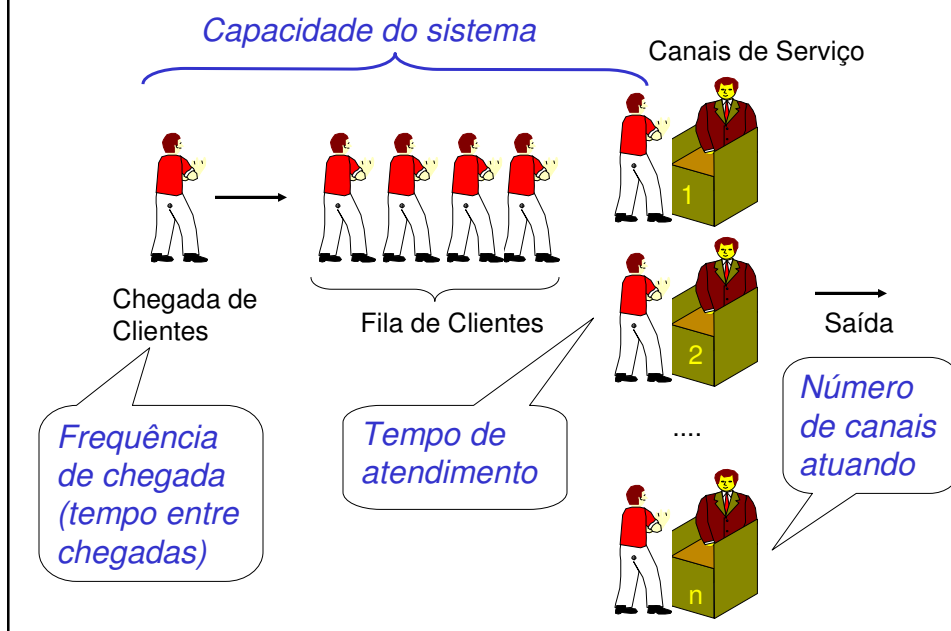 Capacidade do sistema
Canais de Serviço
1
Chegada de
Clientes
Fila de Clientes
2
Saída
Frequência
de chegada
(tempo entre
chegadas)
Tempo de
atendimento
....
Número
de canais
atuando
n